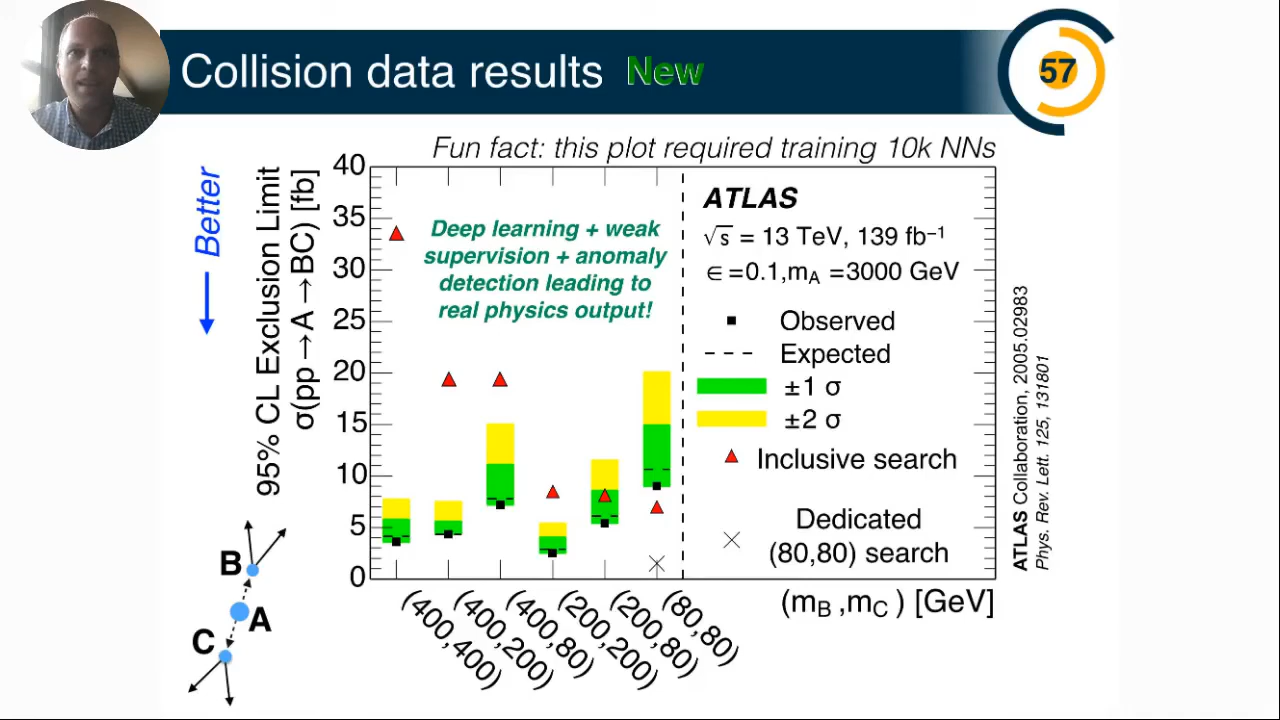 Collision data results New
57
Fun fact: this plot required training 10k NNs
Better
95% CL Exclusion Limit
σ(pp→A→BC) [fb]
40
35
30
25
20
15
10
5
0
Deep learning + weak
supervision + anomaly
detection leading to
real physics output!
ATLAS
√s = 13 TeV, 139 fb⁻¹
∈ =0.1,mA =3000 GeV
Observed
Expected
±1 σ
±2 σ
Inclusive search
Dedicated
(80,80) search
(400,400)
(400,200)
(400,80)
(200,200)
(200,80)
(80,80)
(mB ,mC ) [GeV]
ATLAS Collaboration, 2005.02983
Phys. Rev. Lett. 125, 131801
B
A
C